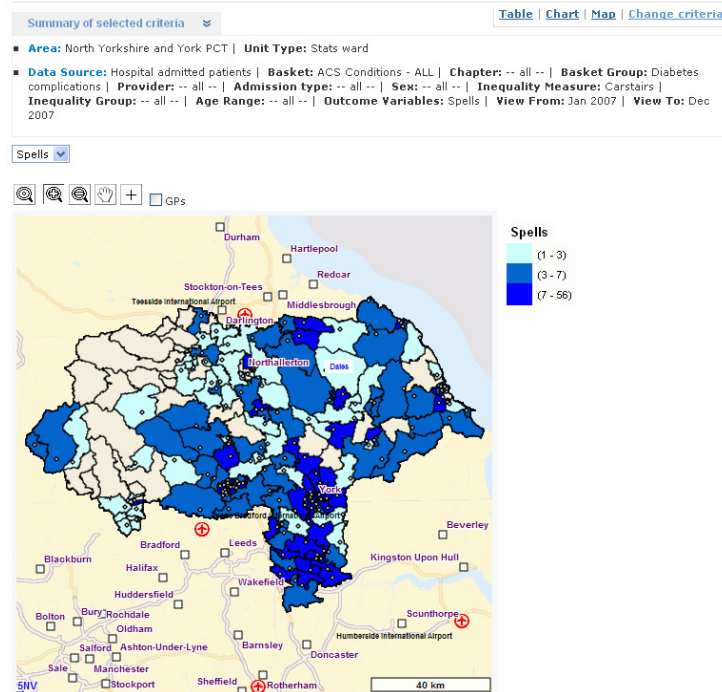 Summary of selected criteria
Table | Chart | Map | Change criteria
Area: North Yorkshire and York PCT | Unit Type: Stats ward
Data Source: Hospital admitted patients | Basket: ACS Conditions - ALL | Chapter: -- all -- | Basket Group: Diabetes
complications | Provider: -- all -- | Admission type: -- all -- | Sex: -- all -- | Inequality Measure: Carstairs |
Inequality Group: -- all -- | Age Range: -- all -- | Outcome Variables: Spells | View From: Jan 2007 | View To: Dec
2007
Spells
GPs
Spells
(1 - 3)
(3 - 7)
(7 - 56)
Durham
Hartlepool
Redcar
Stockton-on-Tees
Teesside International Airport
Middlesbrough
Darlington
Northallerton
Dales
York
Bradford International Airport
Beverley
Bradford
Leeds
Blackburn
Kingston Upon Hull
Halifax
Wakefield
Huddersfield
Bolton
Bury
Rochdale
Scunthorpe
Oldham
Humberside International Airport
Salford
Ashton-Under-Lyne
Barnsley
Doncaster
Sale
Manchester
5NV
Stockport
Sheffield
Rotherham
40 km